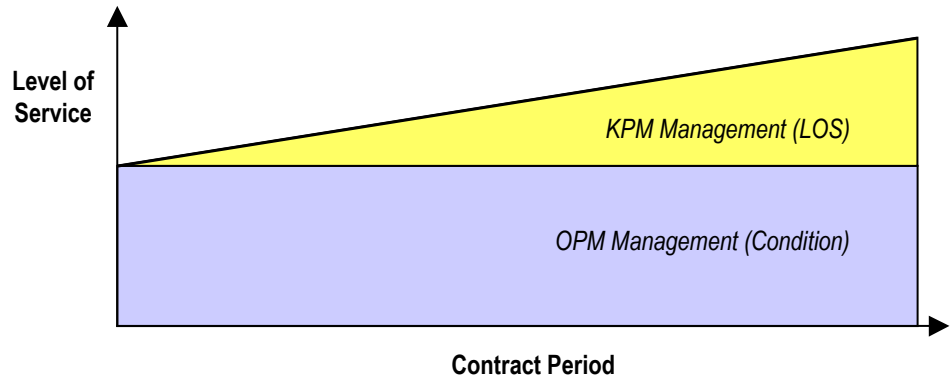 Level of
Service
KPM Management (LOS)
OPM Management (Condition)
Contract Period